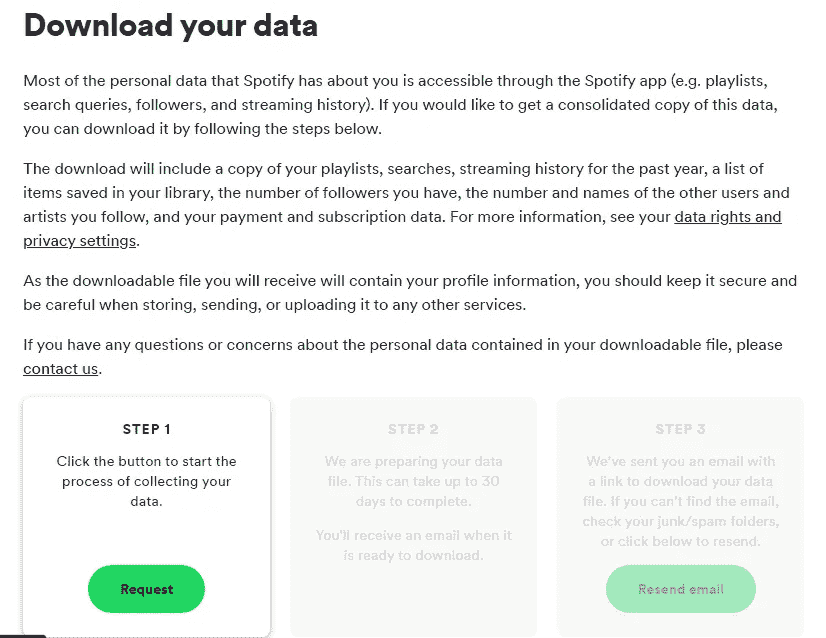 Download your data
Most of the personal data that Spotify has about you is accessible through the Spotify app (e.g. playlists,
search queries, followers, and streaming history). If you would like to get a consolidated copy of this data,
you can download it by following the steps below.
The download will include a copy of your playlists, searches, streaming history for the past year, a list of
items saved in your library, the number of followers you have, the number and names of the other users and
artists you follow, and your payment and subscription data. For more information, see your data rights and
privacy settings.
As the downloadable file you will receive will contain your profile information, you should keep it secure and
be careful when storing, sending, or uploading it to any other services.
If you have any questions or concerns about the personal data contained in your downloadable file, please
contact us.
STEP 1
Click the button to start the
process of collecting your
data.
Request
STEP 2
We are preparing your data
file. This can take up to 30
days to complete.
You'll receive an email when it
is ready to download.
STEP 3
We've sent you an email with
a link to download your data
file. If you can't find the email,
check your junk/spam folders,
or click below to resend.
Resend email